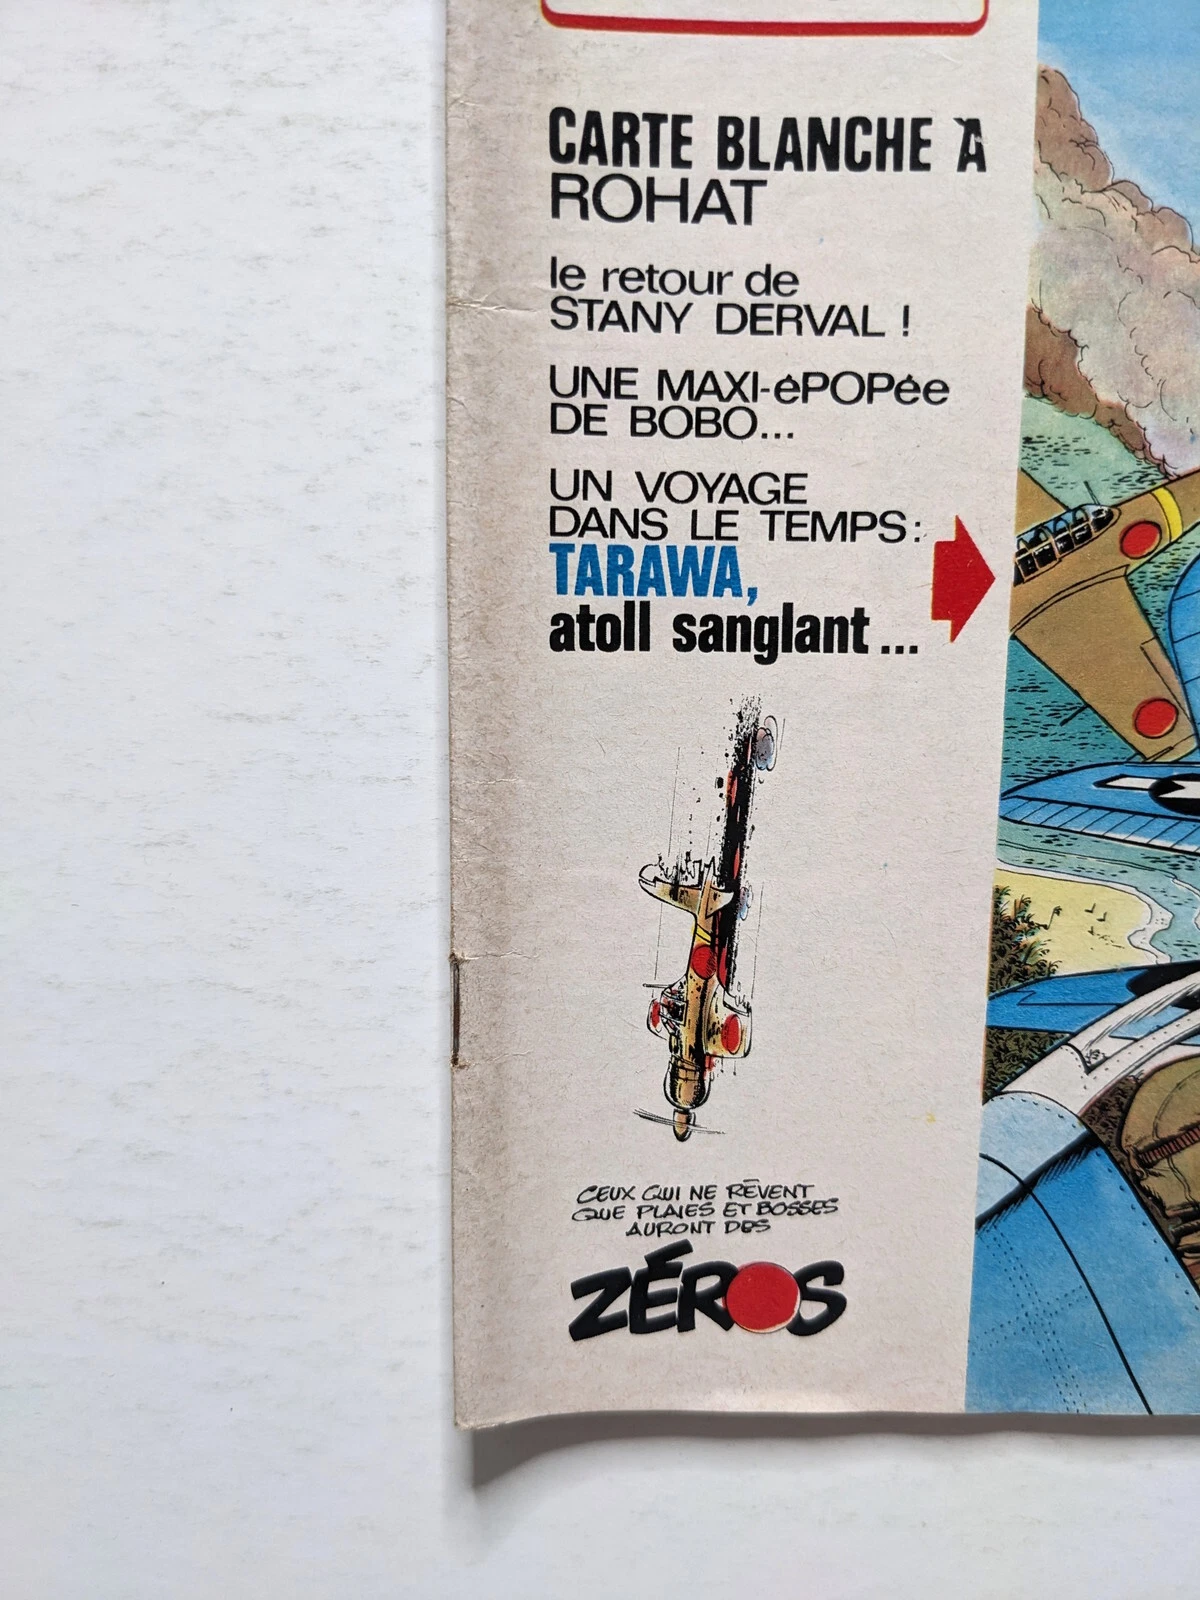 CARTE BLANCHE À
ROHAT
le retour de
STANY DERVAL !
UNE MAXI-éPOPée
DE BOBO...
UN VOYAGE
DANS LE TEMPS:
TARAWA,
atoll sanglant...
CEUX QUI NE RÊVENT
QUE PLAIES ET BOSSES
AURONT DES
ZÉROS